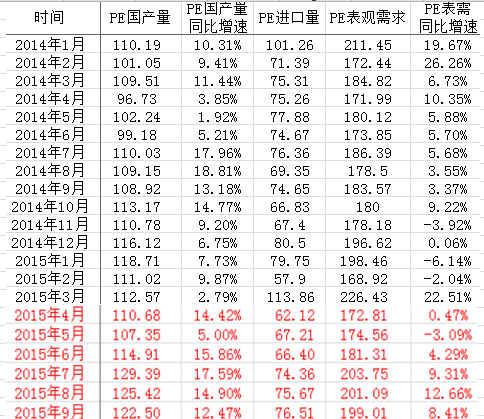 时间 PE国产量 PE国产量同比增速 PE进口量 PE表观需求 PE表需同比增速
2014年1月 110.19 10.31% 101.26 211.45 19.67%
2014年2月 101.05 9.41% 71.39 172.44 26.26%
2014年3月 109.51 11.44% 75.31 184.82 6.73%
2014年4月 96.73 3.85% 75.26 171.99 10.35%
2014年5月 102.24 1.92% 77.88 180.12 5.88%
2014年6月 99.18 5.21% 74.67 173.85 5.70%
2014年7月 110.03 17.96% 76.36 186.39 5.68%
2014年8月 109.15 18.81% 69.35 178.5 3.55%
2014年9月 108.92 13.18% 74.65 183.57 3.37%
2014年10月 113.17 14.77% 66.83 180 9.22%
2014年11月 110.78 9.20% 67.4 178.18 -3.92%
2014年12月 116.12 6.75% 80.5 196.62 0.06%
2015年1月 118.71 7.73% 79.75 198.46 -6.14%
2015年2月 111.02 9.87% 57.9 168.92 -2.04%
2015年3月 112.57 2.79% 113.86 226.43 22.51%
2015年4月 110.68 14.42% 62.12 172.81 0.47%
2015年5月 107.35 5.00% 67.21 174.56 -3.09%
2015年6月 114.91 15.86% 66.40 181.31 4.29%
2015年7月 129.39 17.59% 74.36 203.75 9.31%
2015年8月 125.42 14.90% 75.67 201.09 12.66%
2015年9月 122.50 12.47% 76.51 199.01 8.41%